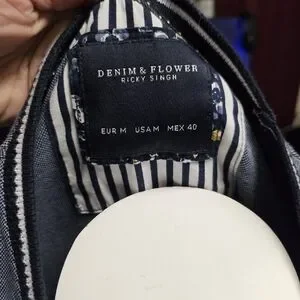 DENIM & FLOWER
RICKY SINGH
EUR M USA M MEX 40